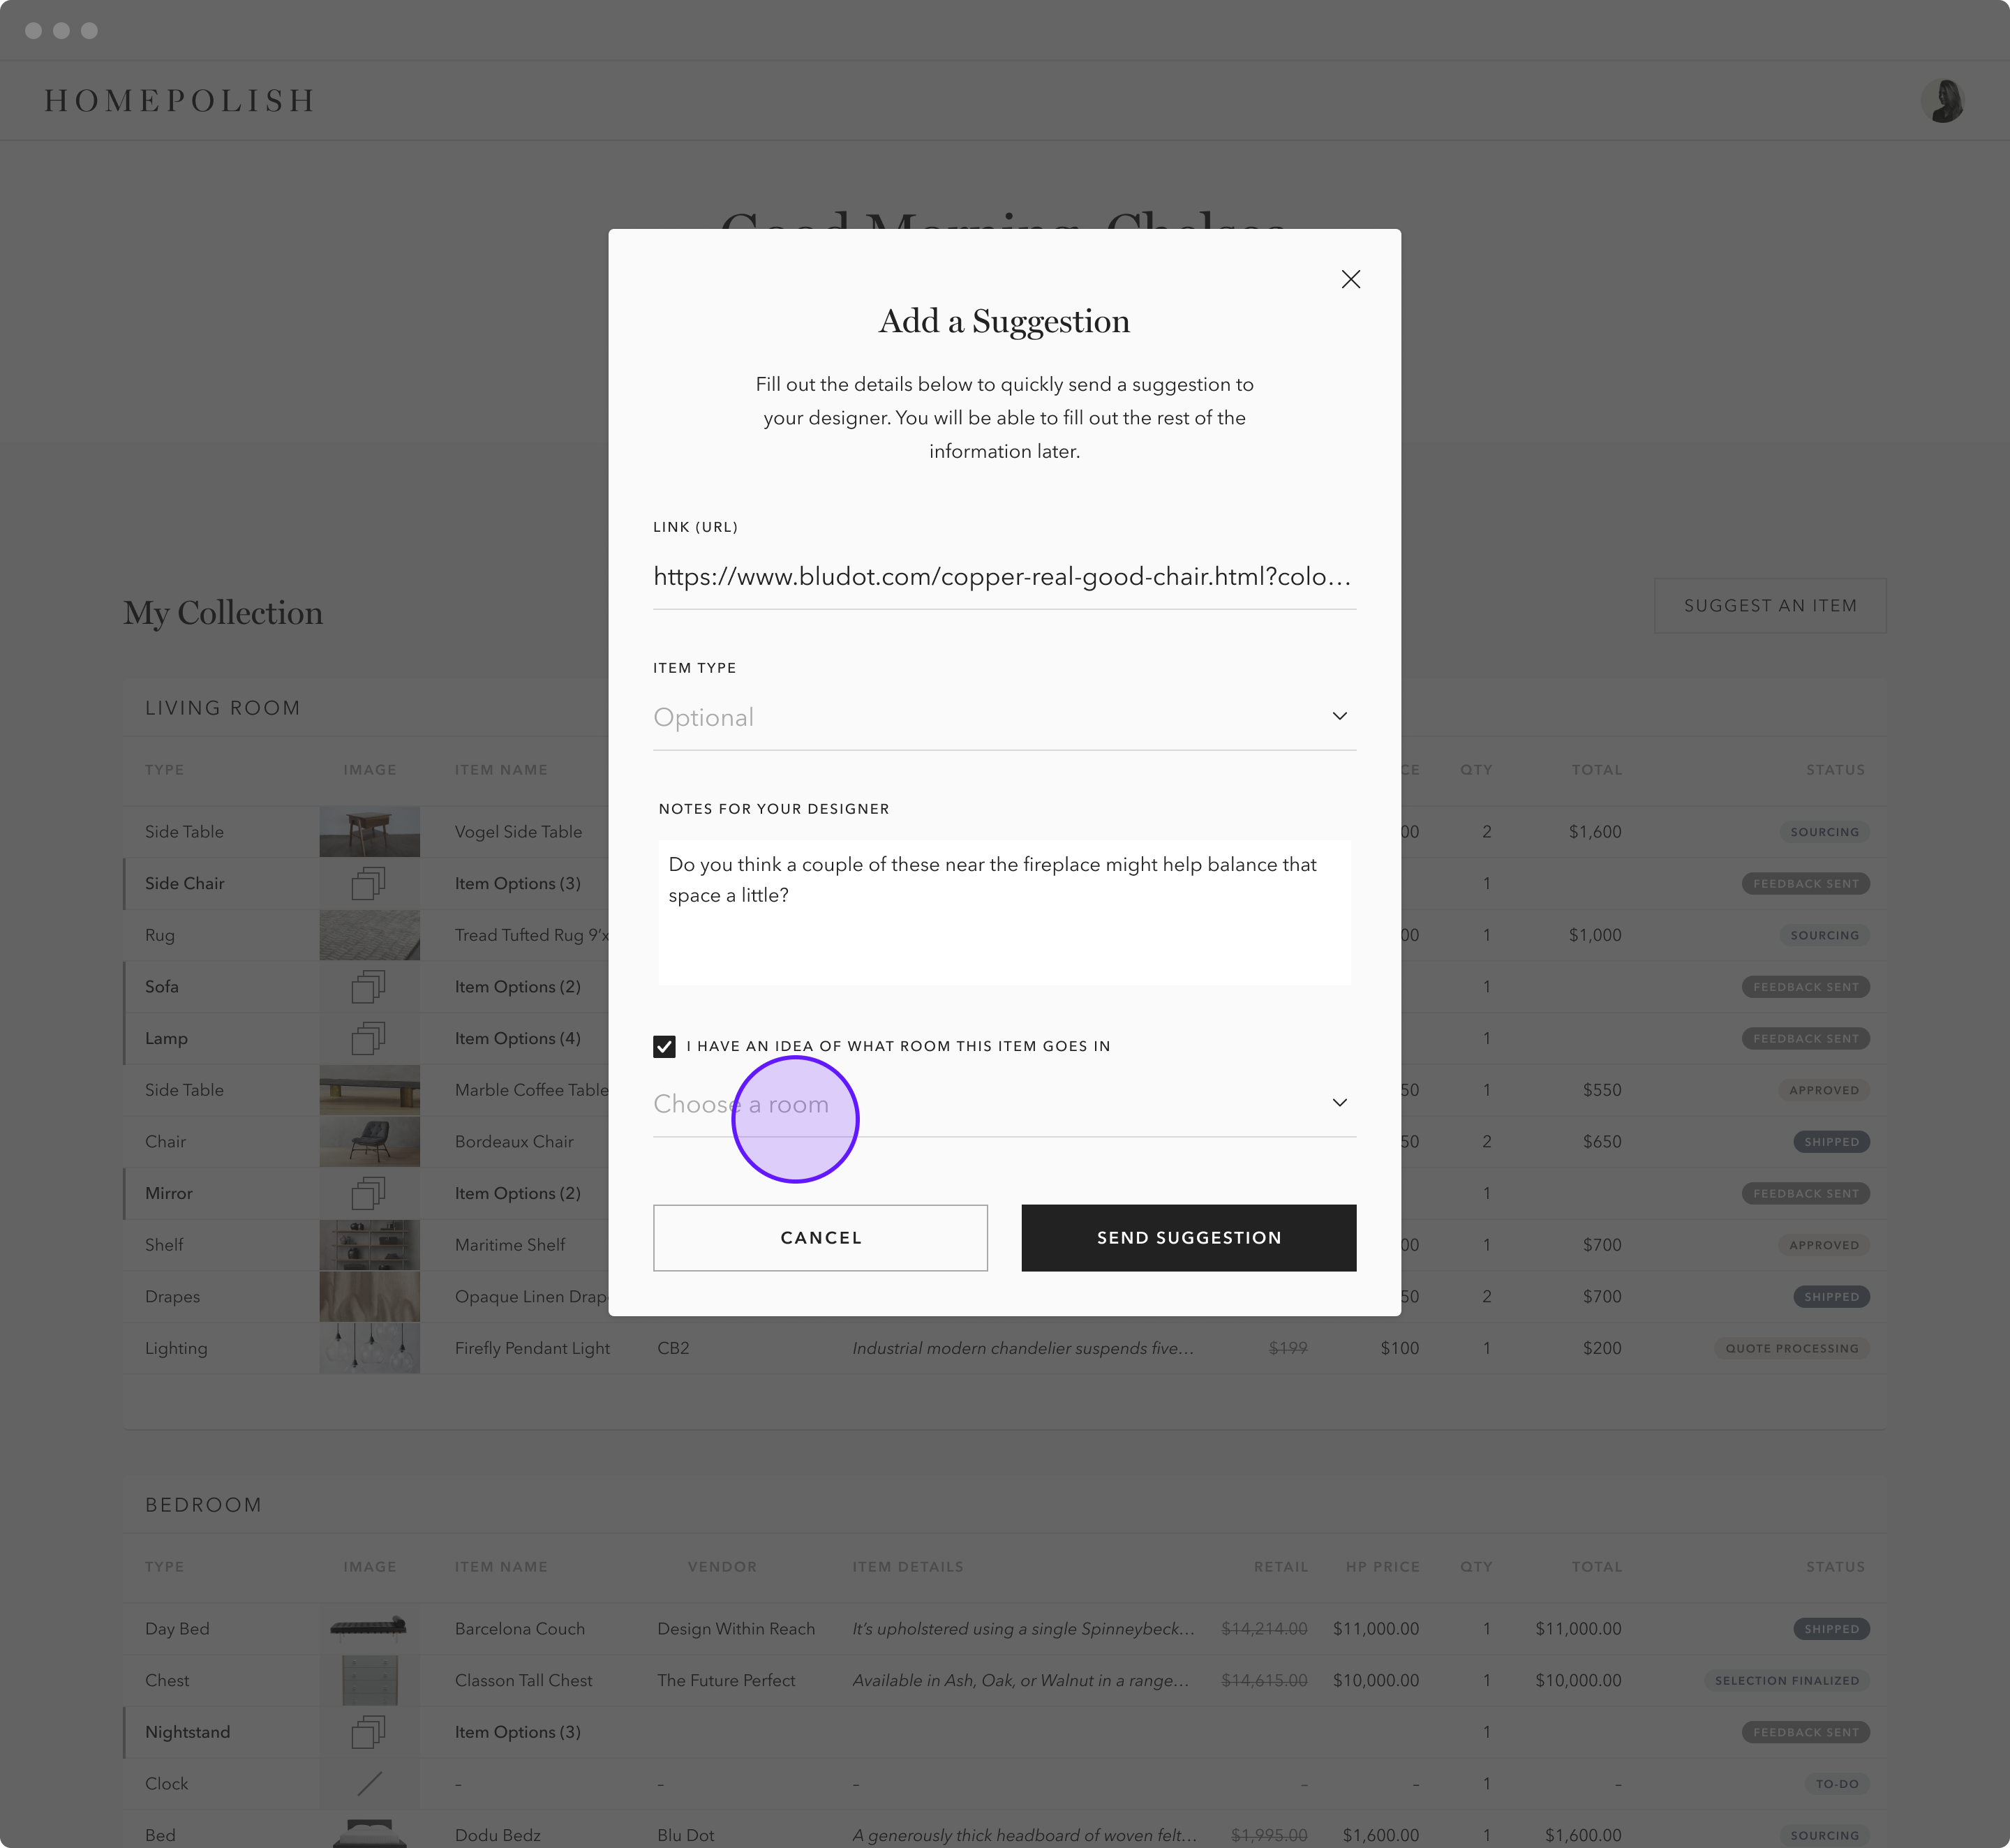 HOMEPOLISH
Good Morning, Chelsea
Add a Suggestion
Fill out the details below to quickly send a suggestion to
your designer. You will be able to fill out the rest of the
information later.
LINK (URL)
https://www.bludot.com/copper-real-good-chair.html?colo...
ITEM TYPE
Optional
NOTES FOR YOUR DESIGNER
Do you think a couple of these near the fireplace might help balance that
space a little?
I HAVE AN IDEA OF WHAT ROOM THIS ITEM GOES IN
Choose a room
CANCEL SEND SUGGESTION
My Collection SUGGEST AN ITEM
LIVING ROOM
TYPE IMAGE ITEM NAME CE QTY TOTAL STATUS
Side Table Vogel Side Table 00 2 $1,600 SOURCING
Side Chair Item Options (3) 1 FEEDBACK SENT
Rug Tread Tufted Rug 9'x 00 1 $1,000 SOURCING
Sofa Item Options (2) 1 FEEDBACK SENT
Lamp Item Options (4) 1 FEEDBACK SENT
Side Table Marble Coffee Table 50 1 $550 APPROVED
Chair Bordeaux Chair 50 2 $650 SHIPPED
Mirror Item Options (2) 1 FEEDBACK SENT
Shelf Maritime Shelf 00 1 $700 APPROVED
Drapes Opaque Linen Drap 50 2 $700 SHIPPED
Lighting Firefly Pendant Light CB2 Industrial modern chandelier suspends five... $199 $100 1 $200 QUOTE PROCESSING
BEDROOM
TYPE IMAGE ITEM NAME VENDOR ITEM DETAILS RETAIL HP PRICE QTY TOTAL STATUS
Day Bed Barcelona Couch Design Within Reach It's upholstered using a single Spinneybeck... $14,214.00 $11,000.00 1 $11,000.00 SHIPPED
Chest Classon Tall Chest The Future Perfect Available in Ash, Oak, or Walnut in a range... $14,615.00 $10,000.00 1 $10,000.00 SELECTION FINALIZED
Nightstand Item Options (3) 1 FEEDBACK SENT
Clock – – – – – 1 – TO-DO
Bed Dodu Bedz Blu Dot A generously thick headboard of woven felt... $1,995.00 $1,600.00 1 $1,600.00 SOURCING